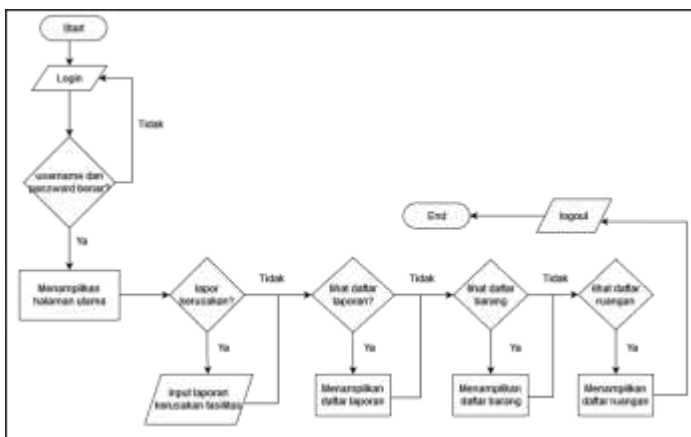 Start
Login
Tidak
username dan
password benar?
Ya
Menampilkan
halaman utama
lapor
kerusakan?
Tidak
Ya
Input laporan
kerusakan fasilitas
lihat daftar
laporan?
Tidak
Ya
Menampilkan
daftar laporan
lihat daftar
barang
Tidak
Ya
Menampilkan
daftar barang
lihat daftar
ruangan
Ya
Menampilkan
daftar ruangan
logout
End